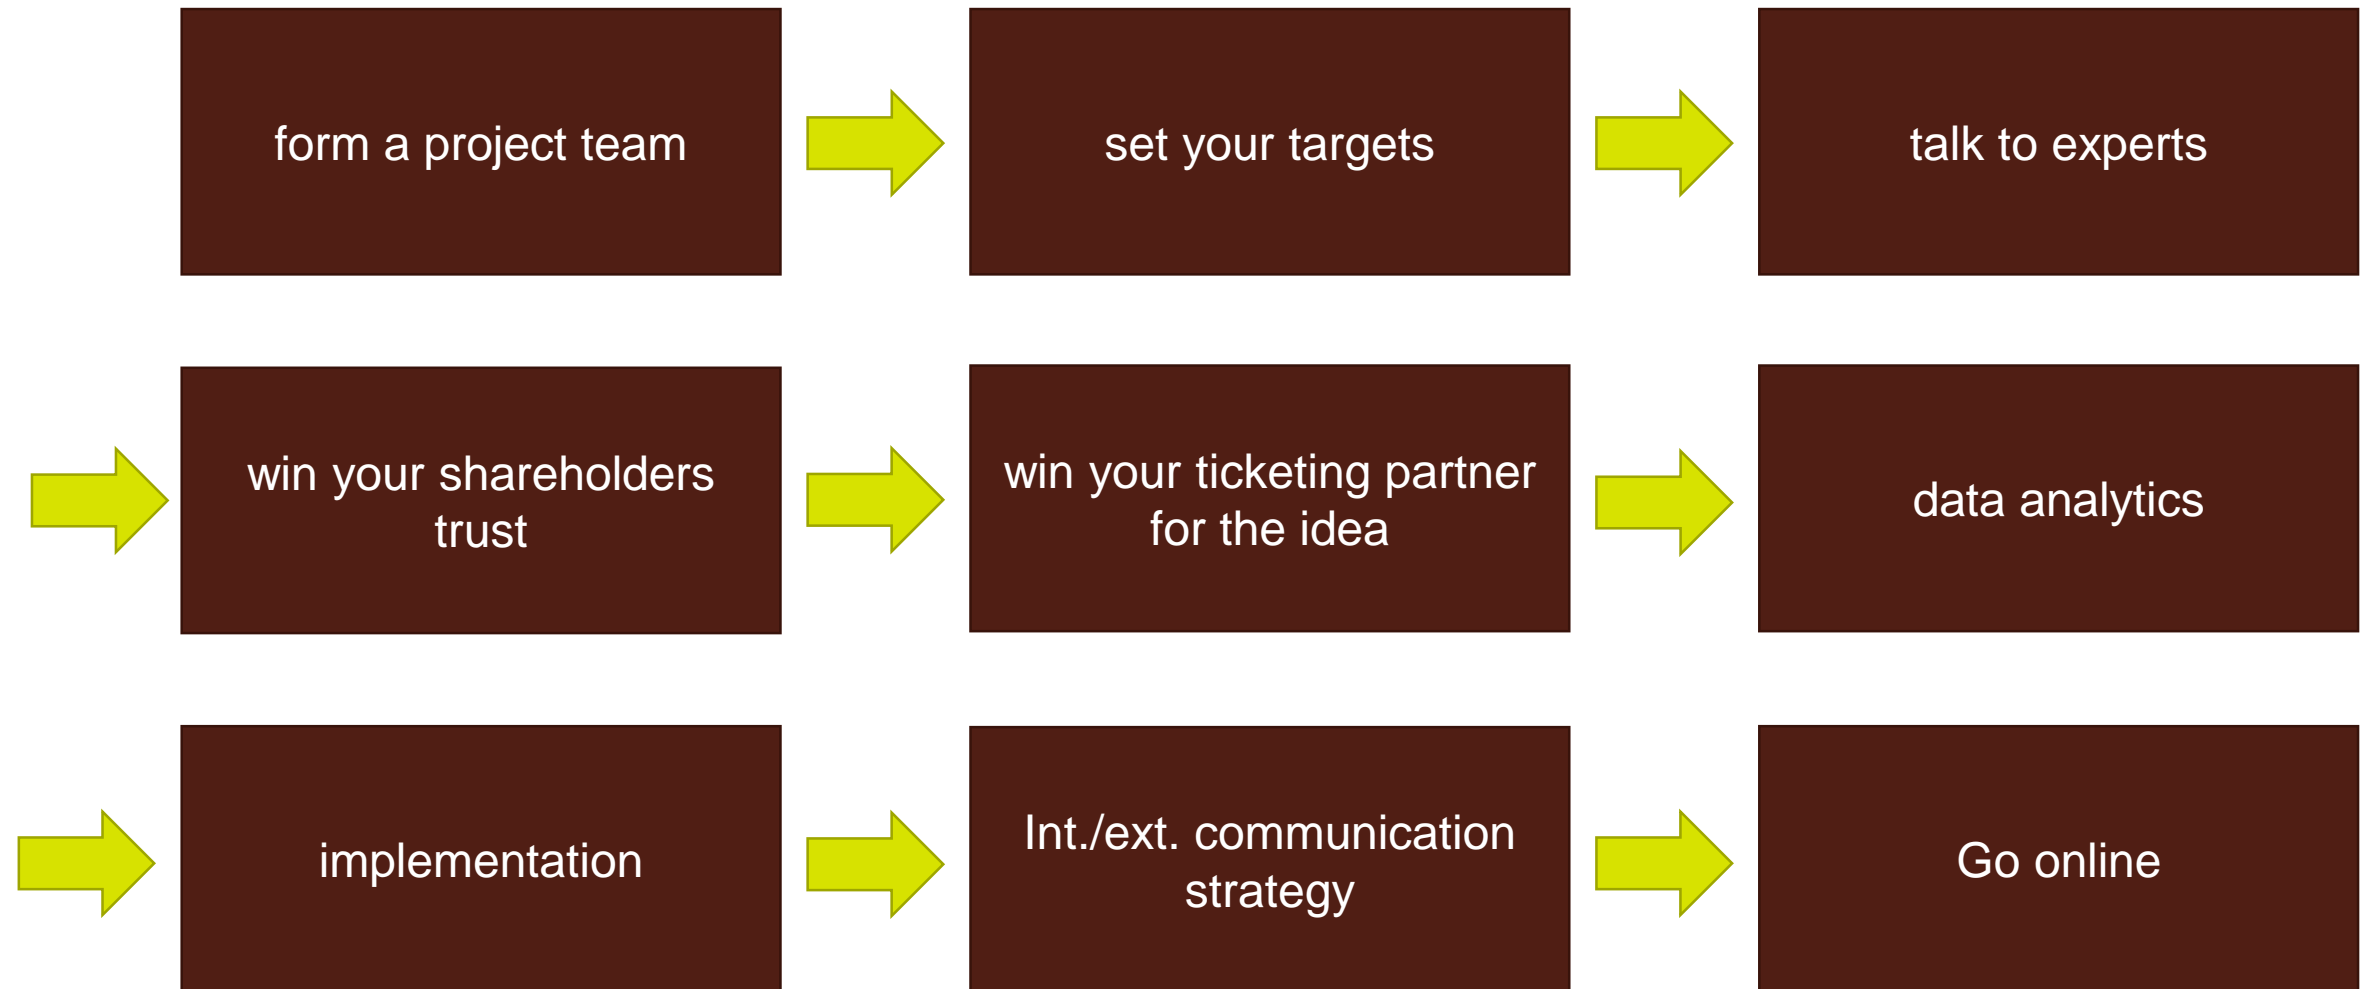 form a project team
set your targets
talk to experts
win your shareholders
trust
win your ticketing partner
for the idea
data analytics
implementation
Int./ext. communication
strategy
Go online